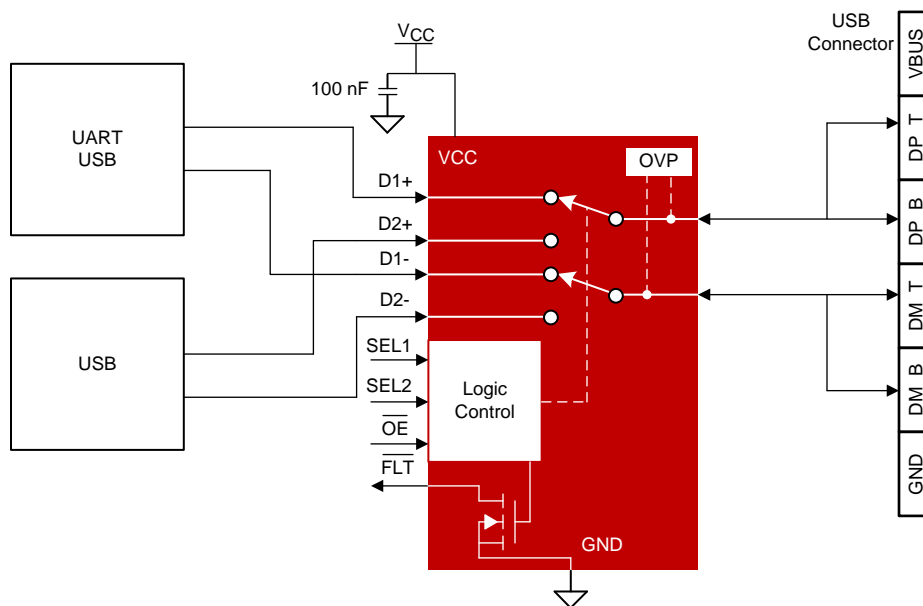 USB
Connector
VBUS
DP T
DP B
DM T
DM B
GND
VCC
100 nF
UART
USB
USB
VCC
OVP
D1+
D2+
D1-
D2-
SEL1
SEL2
OE
FLT
Logic
Control
GND